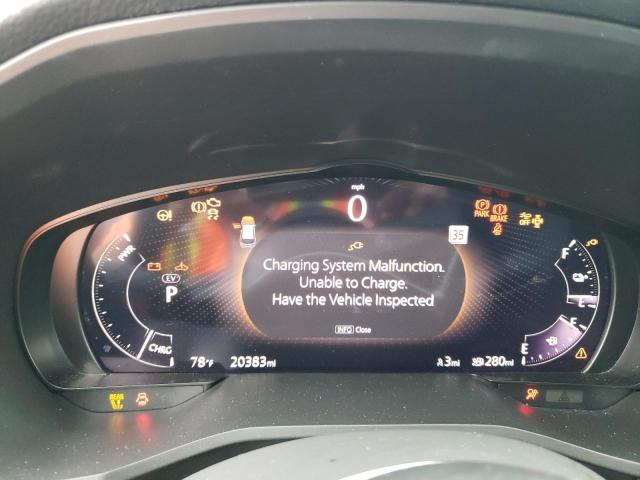 mph
0
PARK
BRAKE
OFF
35
PWR
EV
P
CHRG
Charging System Malfunction.
Unable to Charge.
Have the Vehicle Inspected
INFO Close
F
E
F
E
78°F
20383mi
3mi
280mi
REAR